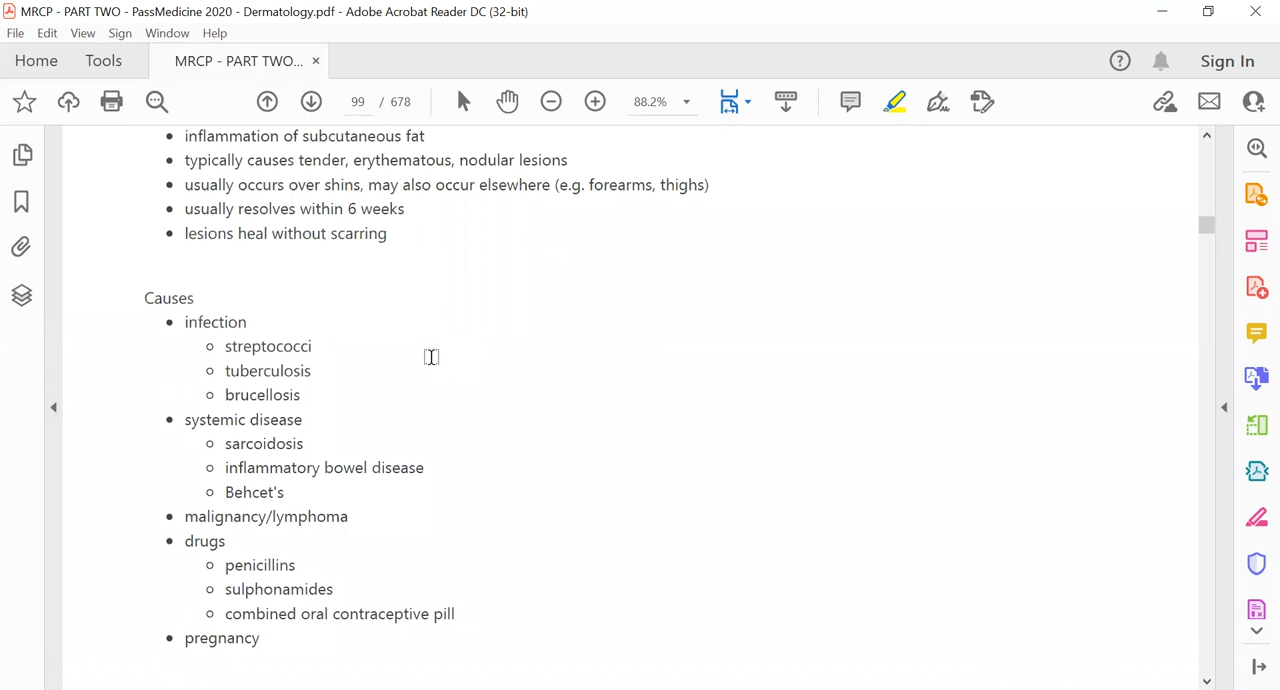 MRCP - PART TWO - PassMedicine 2020 - Dermatology.pdf - Adobe Acrobat Reader DC (32-bit)
File Edit View Sign Window Help
Home Tools MRCP - PART TWO... × Sign In
99 / 678 88.2%
• inflammation of subcutaneous fat
• typically causes tender, erythematous, nodular lesions
• usually occurs over shins, may also occur elsewhere (e.g. forearms, thighs)
• usually resolves within 6 weeks
• lesions heal without scarring
Causes
• infection
o streptococci
o tuberculosis
o brucellosis
• systemic disease
o sarcoidosis
o inflammatory bowel disease
o Behcet's
• malignancy/lymphoma
• drugs
o penicillins
o sulphonamides
o combined oral contraceptive pill
• pregnancy